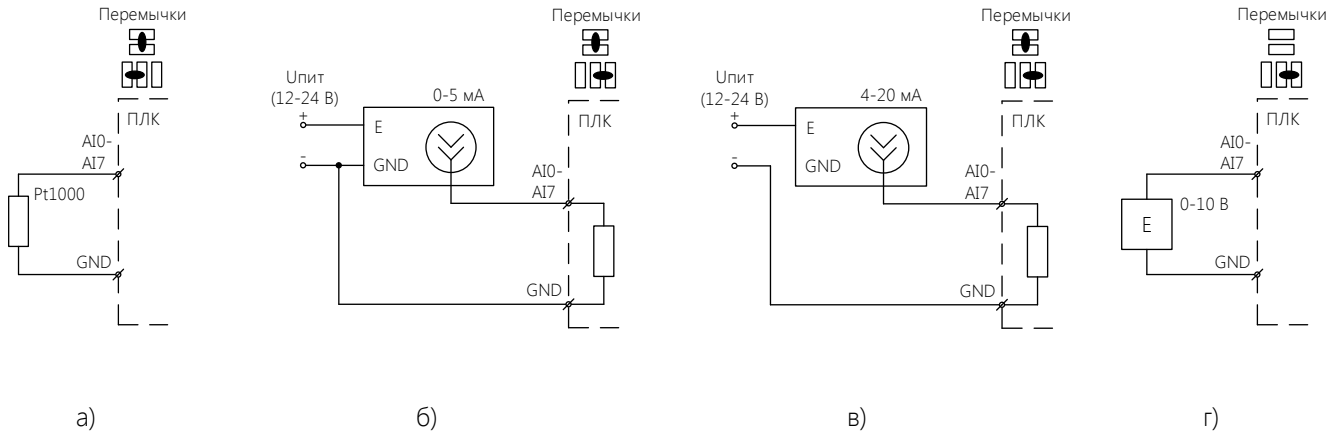 Перемычки
ПЛК
AI0-
AI7
Pt1000
GND
а)
Перемычки
Uпит
(12-24 В)
+
-
0-5 мА
E
GND
ПЛК
AI0-
AI7
GND
б)
Перемычки
Uпит
(12-24 В)
+
-
4-20 мА
E
GND
ПЛК
AI0-
AI7
GND
в)
Перемычки
ПЛК
AI0-
AI7
0-10 В
E
GND
г)